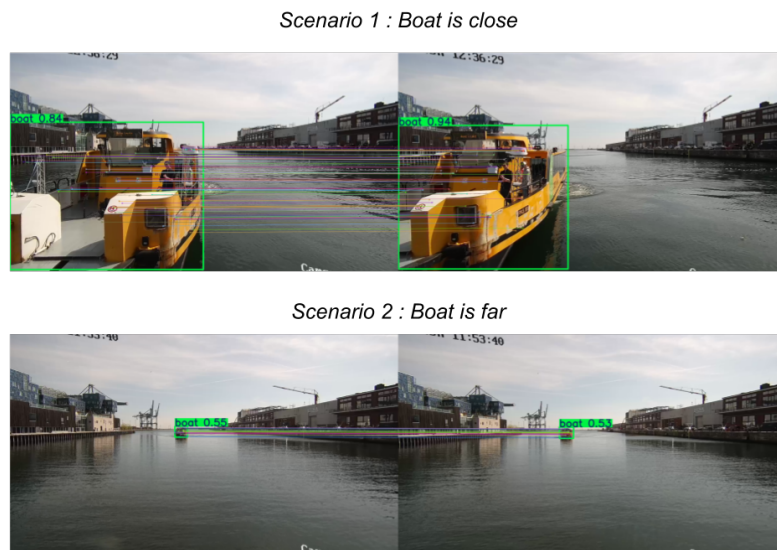 Scenario 1 : Boat is close
12:36:29
boat 0.84
boat 0.94
Scenario 2 : Boat is far
11:53:40
boat 0.55
boat 0.53